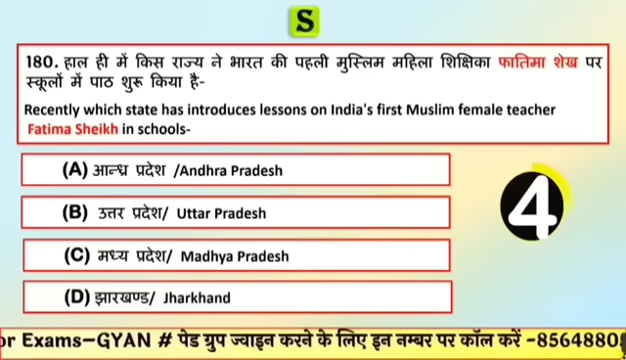 S
180. हाल ही में किस राज्य ने भारत की पहली मुस्लिम महिला शिक्षिका फातिमा शेख पर
स्कूलों में पाठ शुरू किया है-
Recently which state has introduces lessons on India's first Muslim female teacher
Fatima Sheikh in schools-
(A) आन्ध्र प्रदेश /Andhra Pradesh
(B) उत्तर प्रदेश/ Uttar Pradesh
4
(C) मध्य प्रदेश/ Madhya Pradesh
(D) झारखण्ड/ Jharkhand
or Exams-GYAN # पेड ग्रुप ज्वाइन करने के लिए इन नम्बर पर कॉल करें -8564880